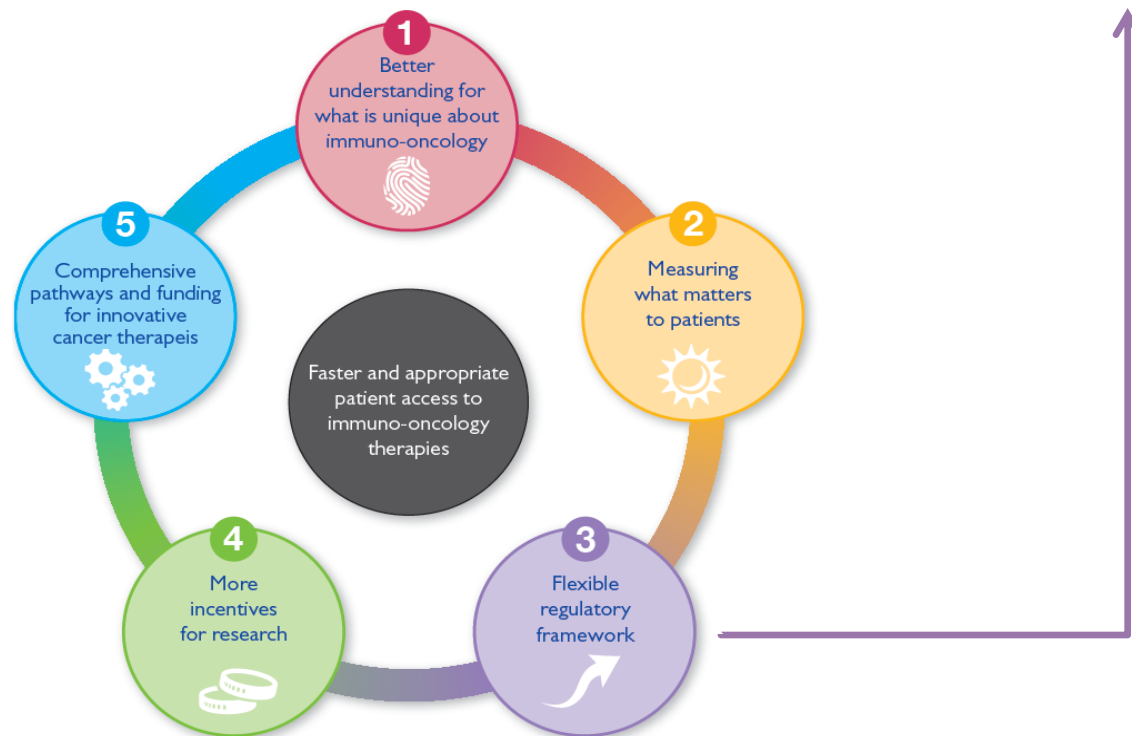 1
Better
understanding for
what is unique about
immuno-oncology
2
Measuring
what matters
to patients
3
Flexible
regulatory
framework
4
More
incentives
for research
5
Comprehensive
pathways and funding
for innovative
cancer therapeis
Faster and appropriate
patient access to
immuno-oncology
therapies